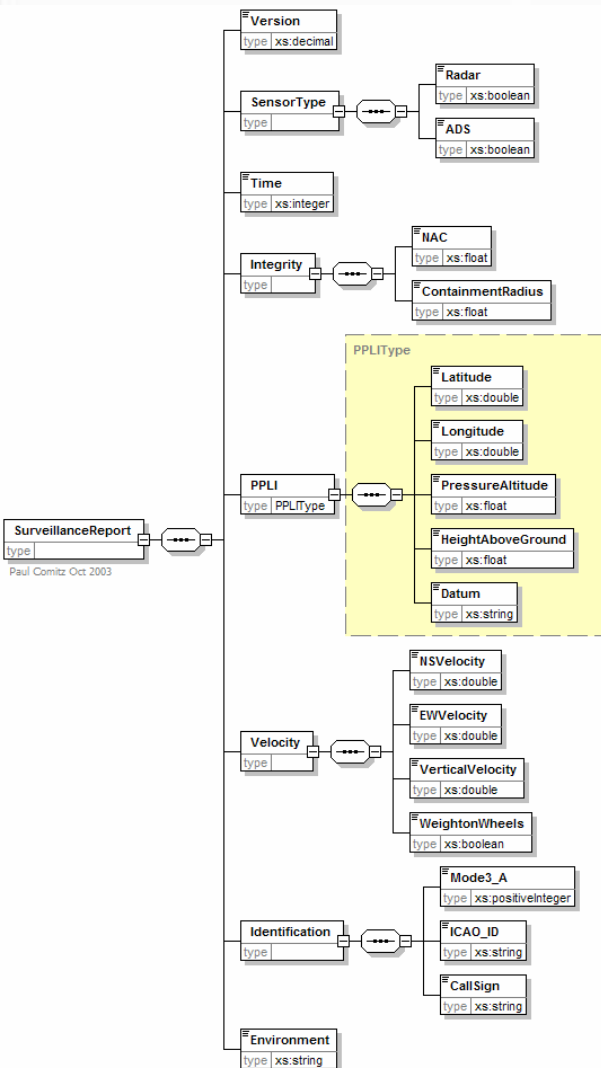 Version
type xs:decimal
SensorType
type
Radar
type xs:boolean
ADS
type xs:boolean
Time
type xs:integer
Integrity
type
NAC
type xs:float
ContainmentRadius
type xs:float
PPLIType
Latitude
type xs:double
Longitude
type xs:double
PPLI
type PPLIType
PressureAltitude
type xs:float
HeightAboveGround
type xs:float
Datum
type xs:string
SurveillanceReport
type
Paul Comitz Oct 2003
NSVelocity
type xs:double
EWVelocity
type xs:double
Velocity
type
VerticalVelocity
type xs:double
WeightonWheels
type xs:boolean
Mode3_A
type xs:positiveInteger
Identification
type
ICAO_ID
type xs:string
CallSign
type xs:string
Environment
type xs:string